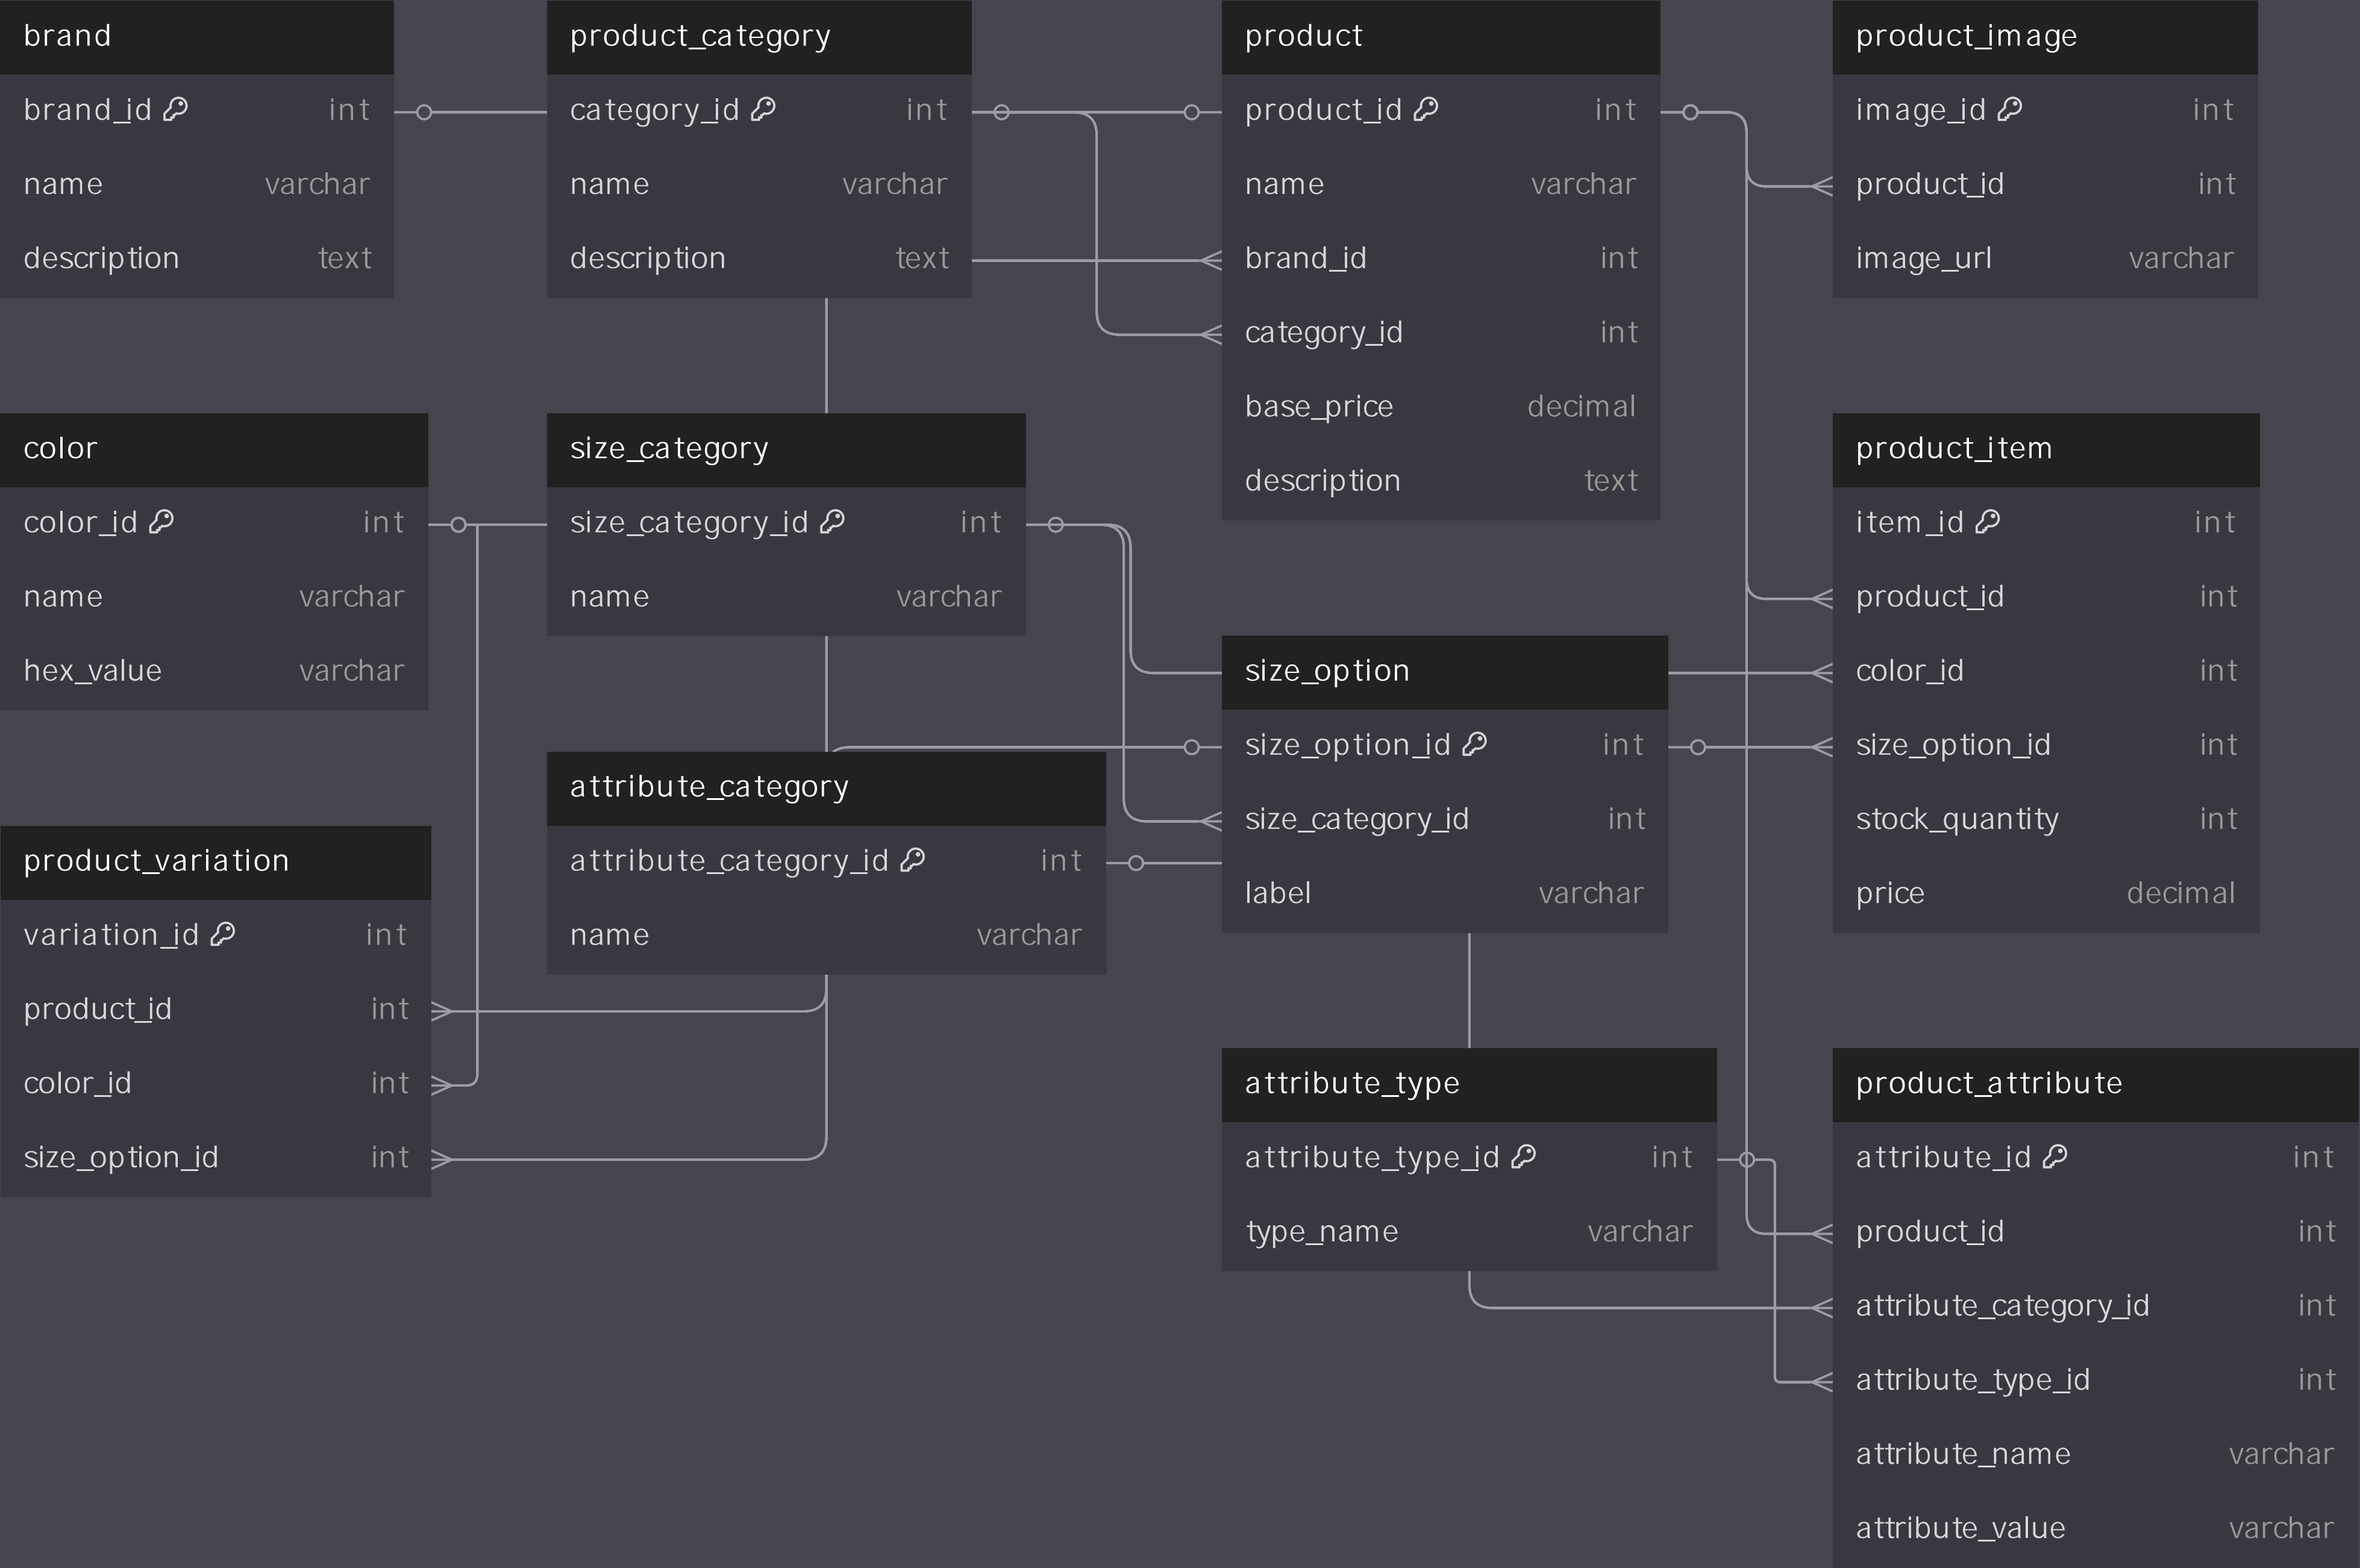 brand
brand_id int
name varchar
description text
product_category
category_id int
name varchar
description text
product
product_id int
name varchar
brand_id int
category_id int
base_price decimal
description text
product_image
image_id int
product_id int
image_url varchar
color
color_id int
name varchar
hex_value varchar
size_category
size_category_id int
name varchar
product_item
item_id int
product_id int
color_id int
size_option_id int
stock_quantity int
price decimal
size_option
size_option_id int
size_category_id int
label varchar
attribute_category
attribute_category_id int
name varchar
product_variation
variation_id int
product_id int
color_id int
size_option_id int
attribute_type
attribute_type_id int
type_name varchar
product_attribute
attribute_id int
product_id int
attribute_category_id int
attribute_type_id int
attribute_name varchar
attribute_value varchar